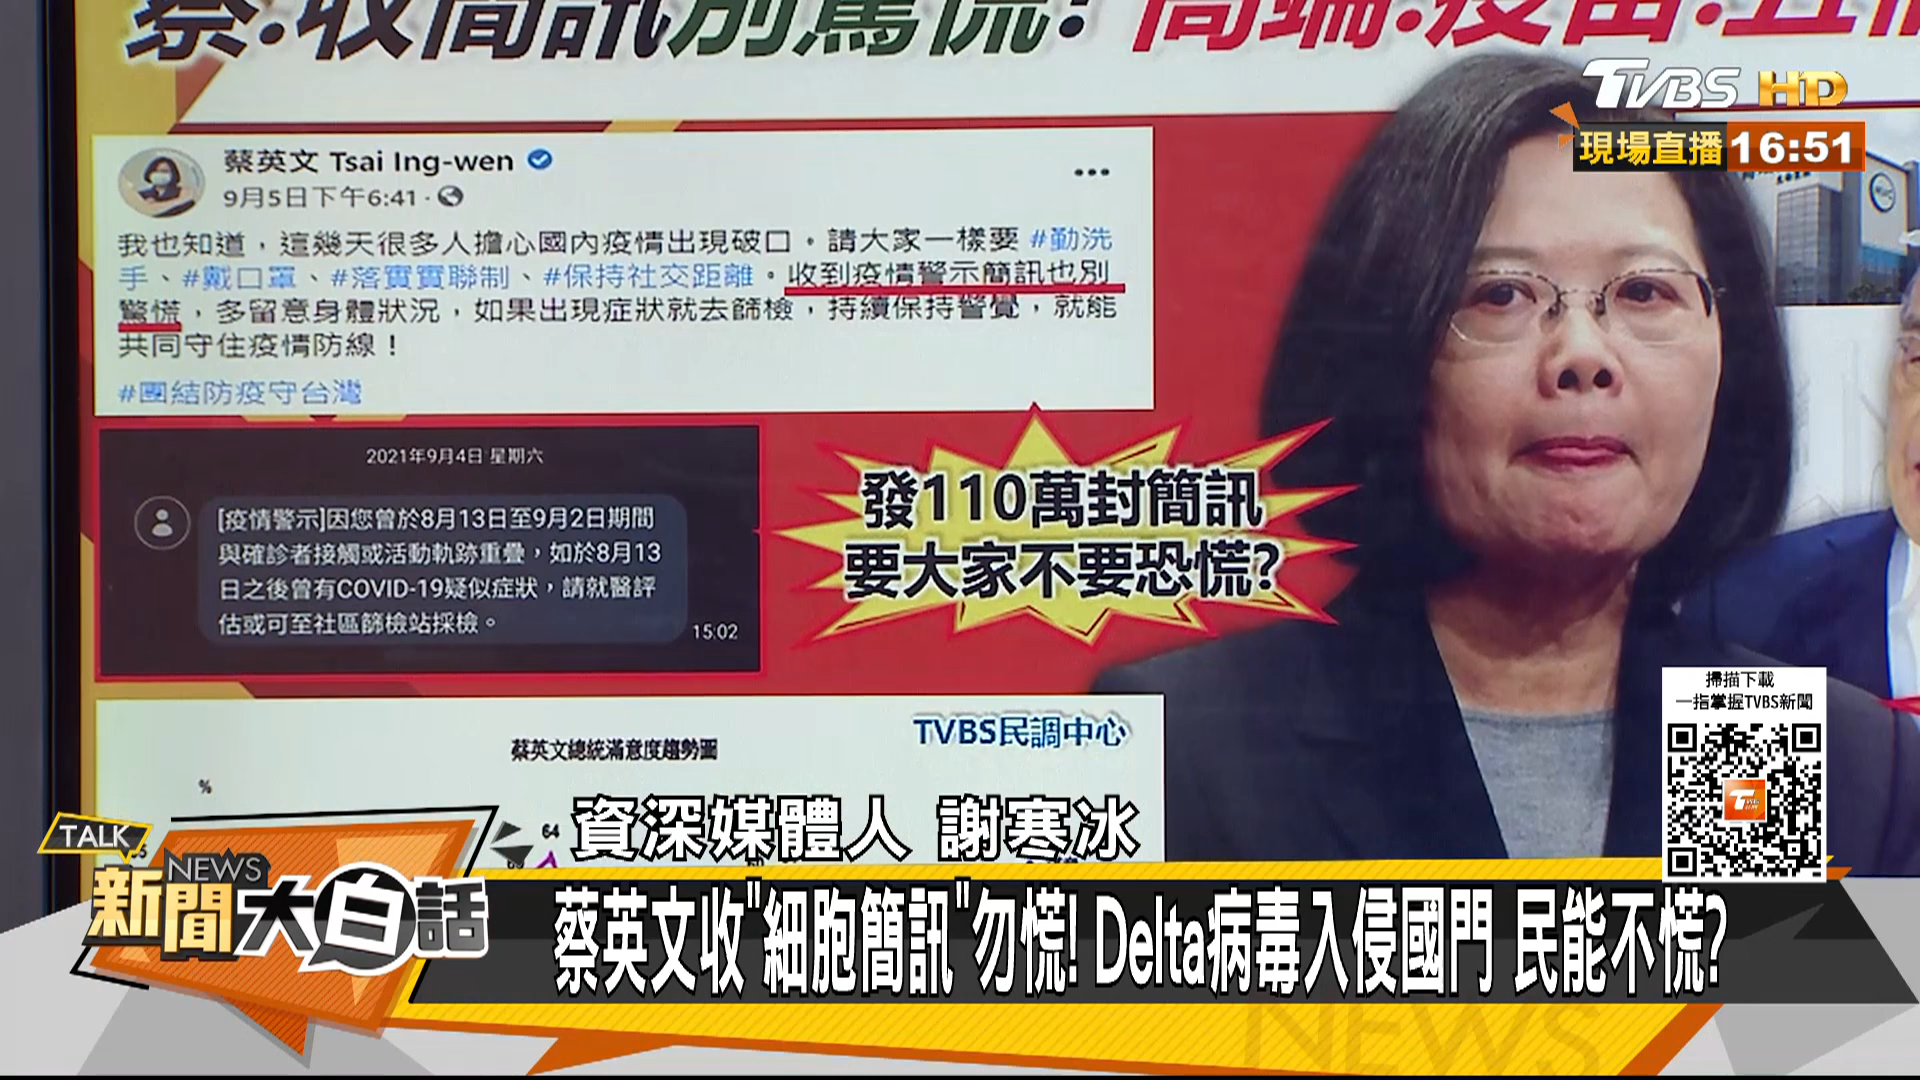 蔡:收簡訊別驚慌! 高端.疫苗.五倍
TVBS HD
現場直播 16:51
蔡英文 Tsai Ing-wen
9月5日下午6:41
我也知道，這幾天很多人擔心國內疫情出現破口。請大家一樣要 #勤洗
手、#戴口罩、#落實實聯制、#保持社交距離。收到疫情警示簡訊也別
驚慌，多留意身體狀況，如果出現症狀就去篩檢，持續保持警覺，就能
共同守住疫情防線！
#團結防疫守台灣
2021年9月4日 星期六
[疫情警示]因您曾於8月13日至9月2日期間
與確診者接觸或活動軌跡重疊，如於8月13
日之後曾有COVID-19疑似症狀，請就醫評
估或可至社區篩檢站採檢。
15:02
發110萬封簡訊
要大家不要恐慌?
掃描下載
一指掌握TVBS新聞
TVBS民調中心
蔡英文總統滿意度趨勢圖
%
64
資深媒體人 謝寒冰
TALK
NEWS
新聞大白話
蔡英文收"細胞簡訊"勿慌! Delta病毒入侵國門 民能不慌?
NEWS